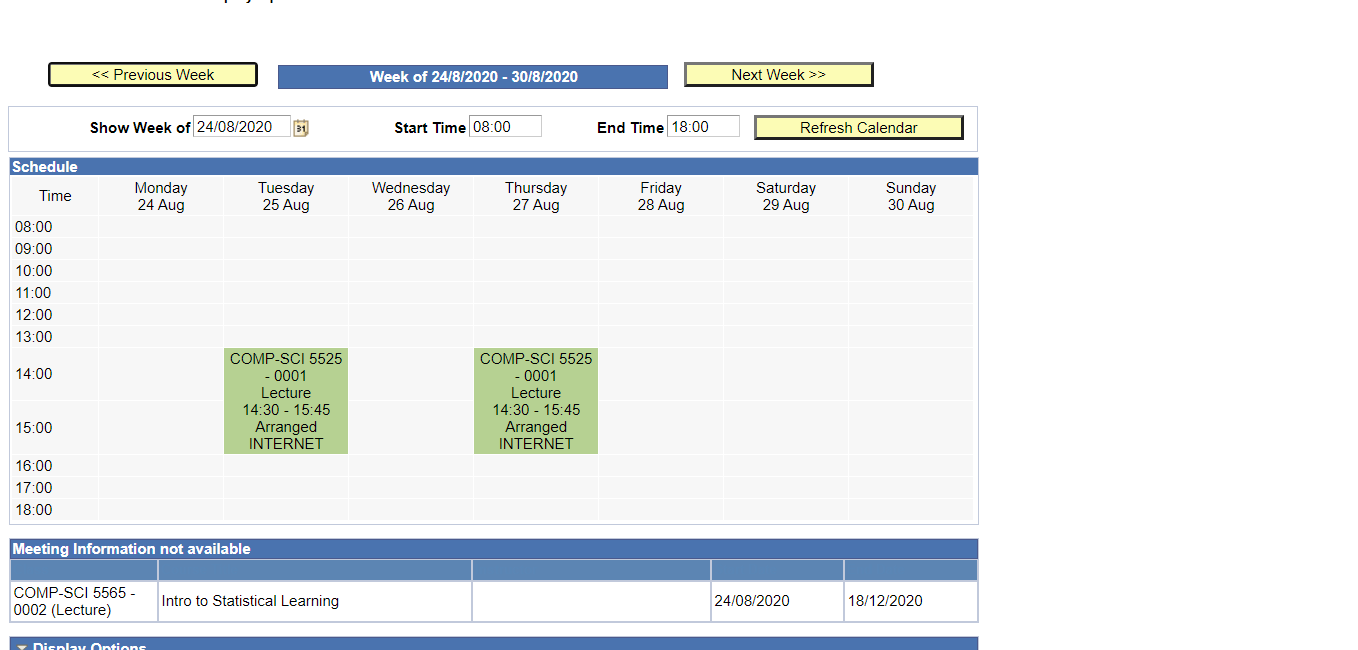 << Previous Week
Week of 24/8/2020 - 30/8/2020
Next Week >>
Show Week of 24/08/2020 31
Start Time 08:00
End Time 18:00
Refresh Calendar
Schedule
Time
Monday
24 Aug
Tuesday
25 Aug
Wednesday
26 Aug
Thursday
27 Aug
Friday
28 Aug
Saturday
29 Aug
Sunday
30 Aug
08:00
09:00
10:00
11:00
12:00
13:00
14:00
COMP-SCI 5525
- 0001
Lecture
14:30 - 15:45
Arranged
INTERNET
COMP-SCI 5525
- 0001
Lecture
14:30 - 15:45
Arranged
INTERNET
15:00
16:00
17:00
18:00
Meeting Information not available
COMP-SCI 5565 -
0002 (Lecture)
Intro to Statistical Learning
24/08/2020
18/12/2020
Display Options